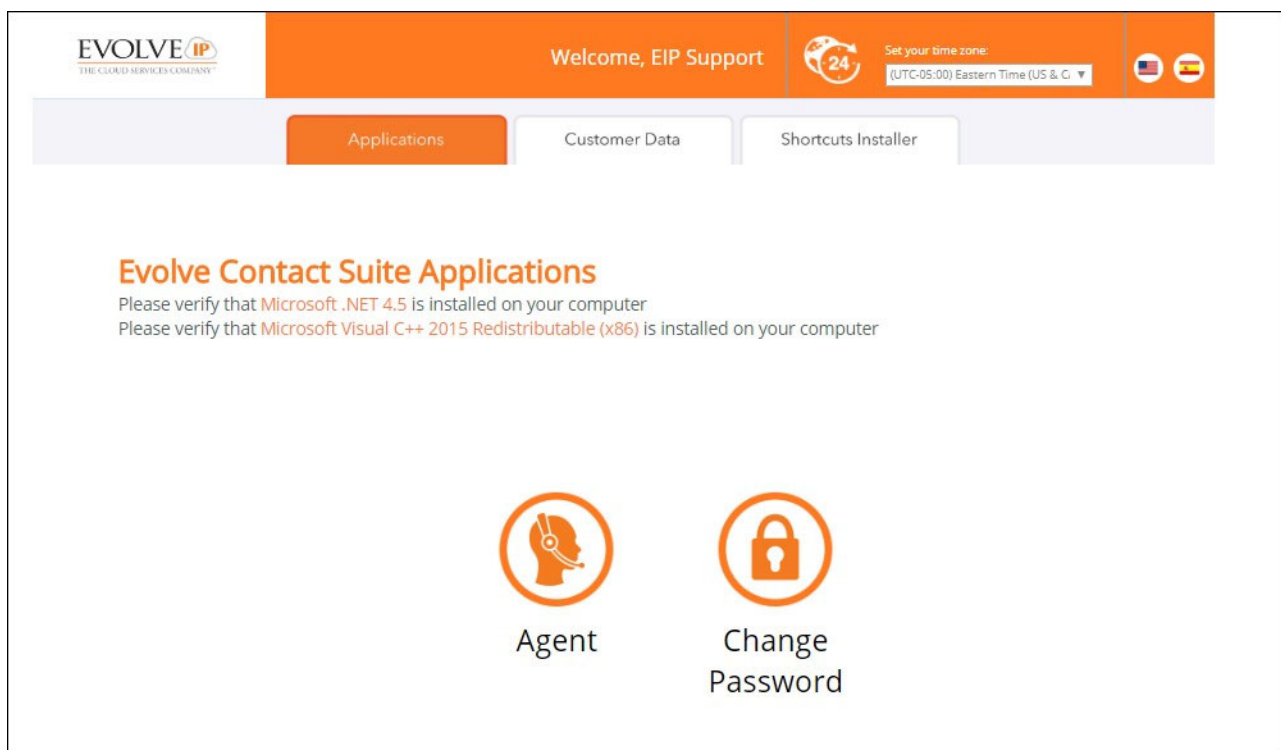 EVOLVE IP
THE CLOUD SERVICES COMPANY™
Welcome, EIP Support
24
Set your time zone:
(UTC-05:00) Eastern Time (US & C
Applications
Customer Data
Shortcuts Installer
Evolve Contact Suite Applications
Please verify that Microsoft .NET 4.5 is installed on your computer
Please verify that Microsoft Visual C++ 2015 Redistributable (x86) is installed on your computer
Agent
Change
Password